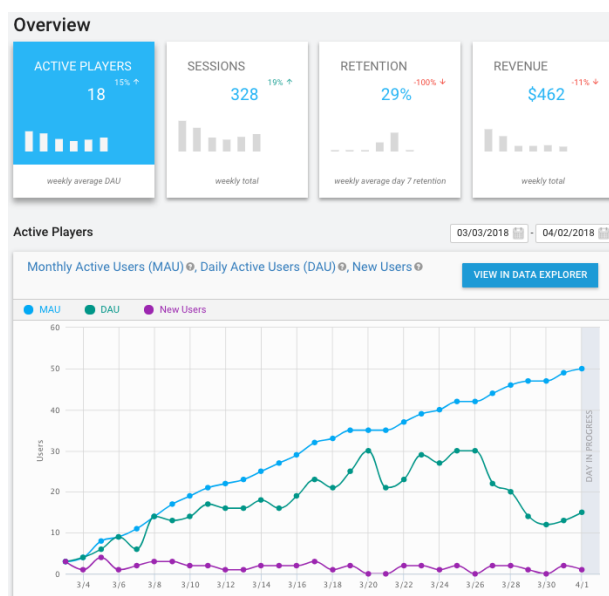 Overview
ACTIVE PLAYERS
15% ↑
18
weekly average DAU
SESSIONS
19% ↑
328
weekly total
RETENTION
-100% ↓
29%
weekly average day 7 retention
REVENUE
-11% ↓
$462
weekly total
Active Players
03/03/2018 - 04/02/2018
Monthly Active Users (MAU) , Daily Active Users (DAU) , New Users
VIEW IN DATA EXPLORER
MAU DAU New Users
60
50
40
30
20
10
0
Users
DAY IN PROGRESS
3/4 3/6 3/8 3/10 3/12 3/14 3/16 3/18 3/20 3/22 3/24 3/26 3/28 3/30 4/1